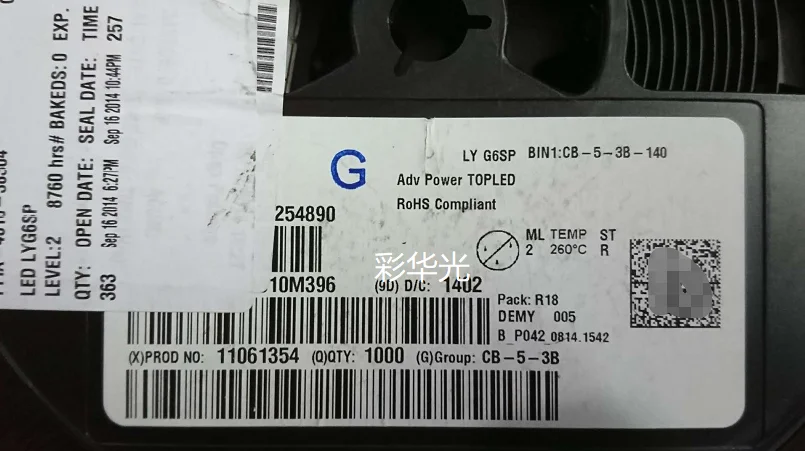 LED LYG6SP
LEVEL:2 8760 hrs# BAKEDS: 0 EXP.
QTY: OPEN DATE: SEAL DATE: TIME
363 Sep 16 2014 6:27PM Sep 16 2014 10:44PM 257
G
LY G6SP BIN1:CB-5-3B-140
Adv Power TOPLED
RoHS Compliant
254890
ML TEMP ST
2 260°C R
彩华光
10M396 (9D) D/C: 1402
Pack: R18
DEMY 005
B_P042_0814.1542
(X)PROD NO: 11061354 (Q)QTY: 1000 (G)Group: CB-5-3B